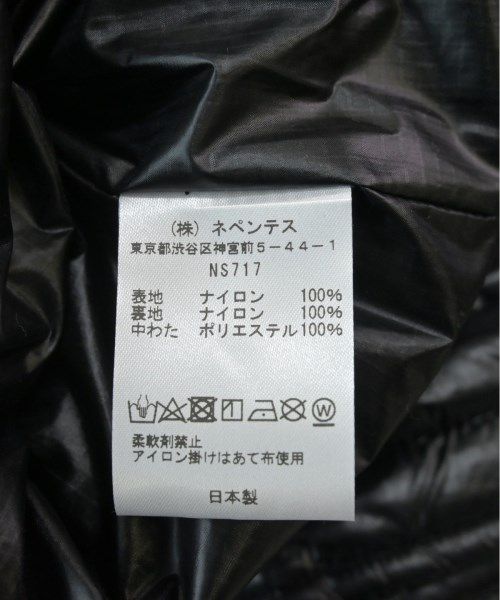 (株) ネペンテス
東京都渋谷区神宮前5-44-1
NS717
表地 ナイロン 100%
裏地 ナイロン 100%
中わた ポリエステル100%
W
柔軟剤禁止
アイロン掛けはあて布使用
日本製